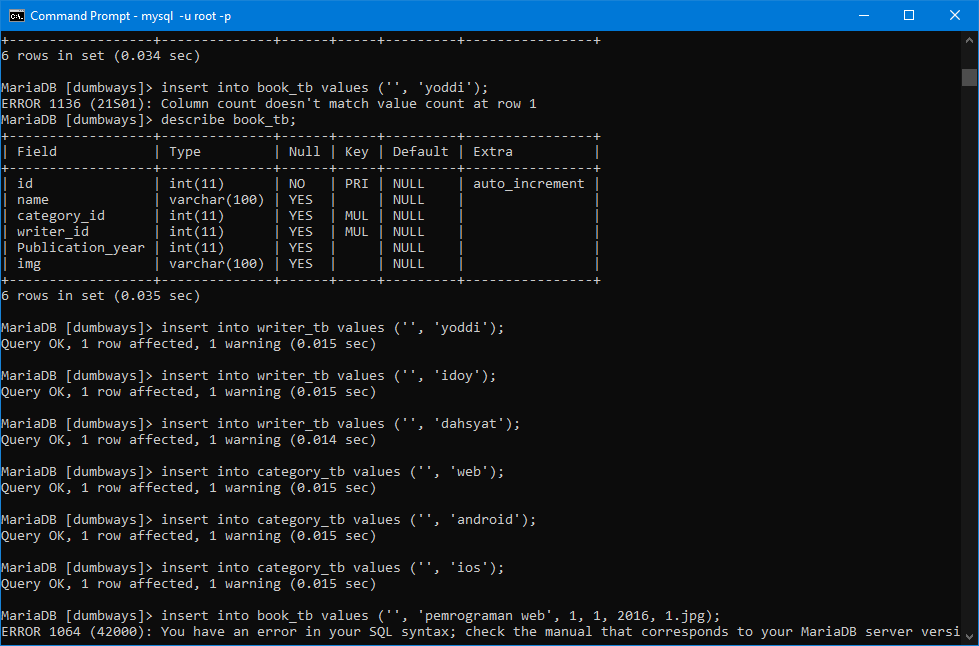 Command Prompt - mysql  -u root -p
+------------------+--------------+------+-----+---------+----------------+
6 rows in set (0.034 sec)
MariaDB [dumbways]> insert into book_tb values ('', 'yoddi');
ERROR 1136 (21S01): Column count doesn't match value count at row 1
MariaDB [dumbways]> describe book_tb;
+------------------+--------------+------+-----+---------+----------------+
| Field            | Type         | Null | Key | Default | Extra          |
+------------------+--------------+------+-----+---------+----------------+
| id               | int(11)      | NO   | PRI | NULL    | auto_increment |
| name             | varchar(100) | YES  |     | NULL    |                |
| category_id      | int(11)      | YES  | MUL | NULL    |                |
| writer_id        | int(11)      | YES  | MUL | NULL    |                |
| Publication_year | int(11)      | YES  |     | NULL    |                |
| img              | varchar(100) | YES  |     | NULL    |                |
+------------------+--------------+------+-----+---------+----------------+
6 rows in set (0.035 sec)
MariaDB [dumbways]> insert into writer_tb values ('', 'yoddi');
Query OK, 1 row affected, 1 warning (0.015 sec)
MariaDB [dumbways]> insert into writer_tb values ('', 'idoy');
Query OK, 1 row affected, 1 warning (0.015 sec)
MariaDB [dumbways]> insert into writer_tb values ('', 'dahsyat');
Query OK, 1 row affected, 1 warning (0.014 sec)
MariaDB [dumbways]> insert into category_tb values ('', 'web');
Query OK, 1 row affected, 1 warning (0.015 sec)
MariaDB [dumbways]> insert into category_tb values ('', 'android');
Query OK, 1 row affected, 1 warning (0.015 sec)
MariaDB [dumbways]> insert into category_tb values ('', 'ios');
Query OK, 1 row affected, 1 warning (0.015 sec)
MariaDB [dumbways]> insert into book_tb values ('', 'pemrograman web', 1, 1, 2016, 1.jpg);
ERROR 1064 (42000): You have an error in your SQL syntax; check the manual that corresponds to your MariaDB server versi